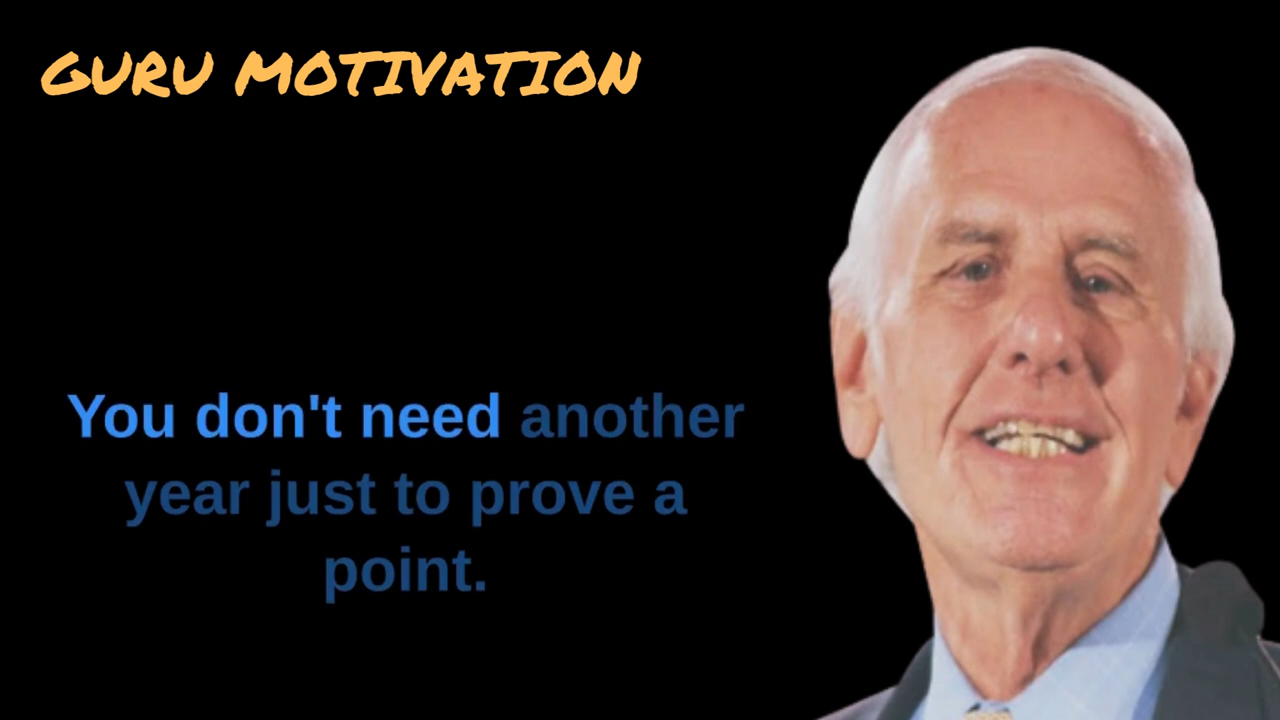 GURU MOTIVATION
You don't need another
year just to prove a
point.